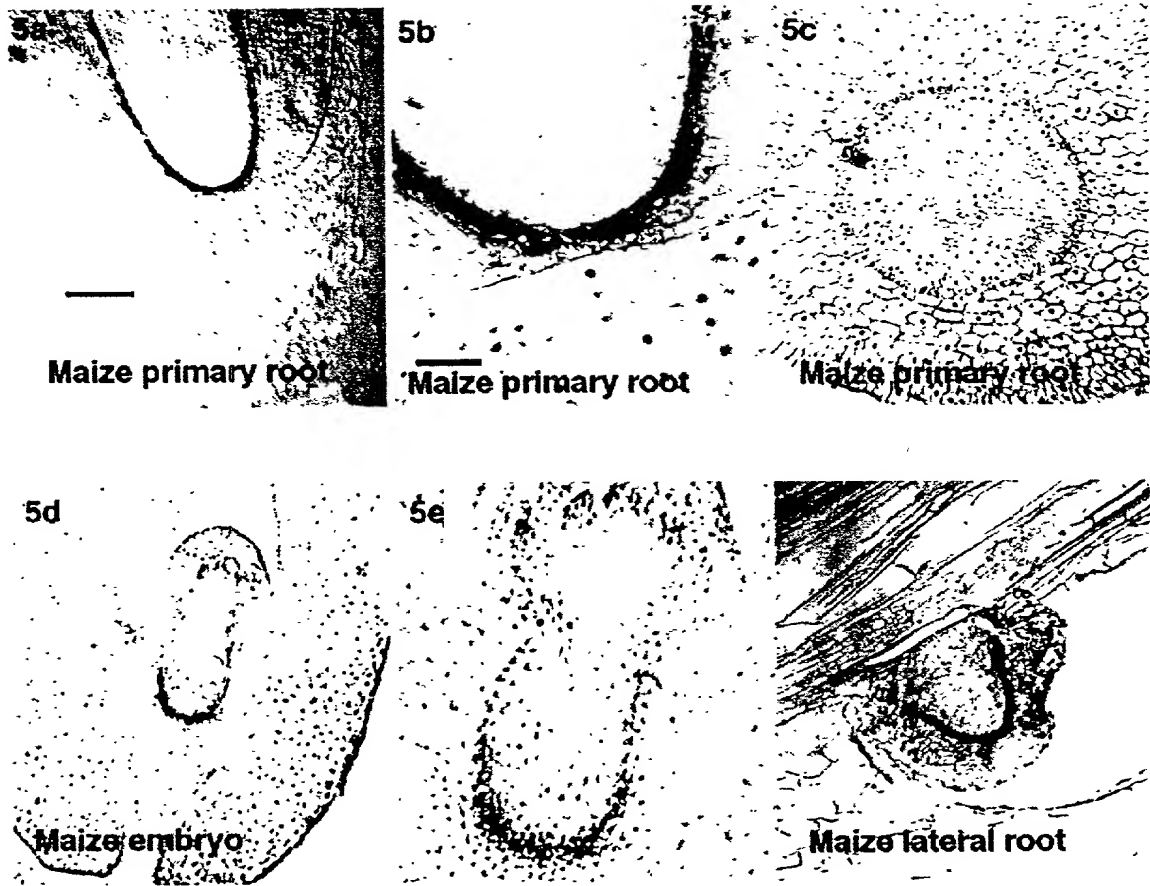 5a
5b
5c
Maize primary root
Maize primary root
Maize primary root
5d
5e
Maize embryo
Maize lateral root